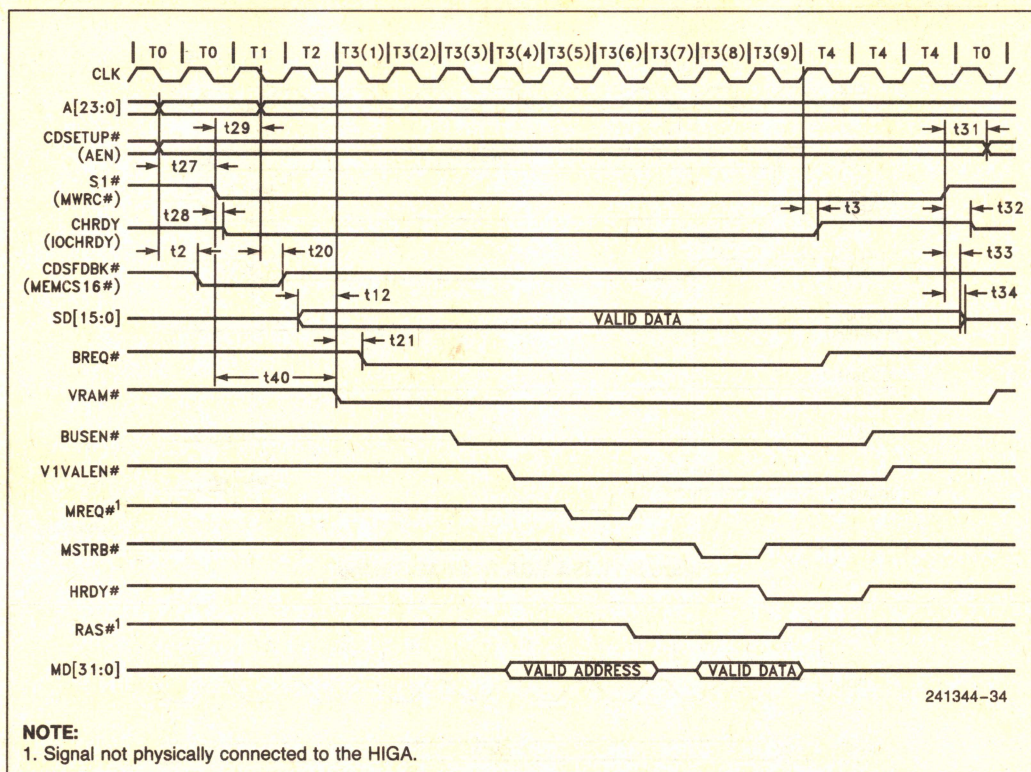 T0 T0 T1 T2 T3(1) T3(2) T3(3) T3(4) T3(5) T3(6) T3(7) T3(8) T3(9) T4 T4 T4 T0
CLK
A[23:0]
t29
CDSETUP#
(AEN)
t31
t27
S1#
(MWRC#)
t28
t3
t32
CHRDY
(IOCHRDY)
t2
t20
t33
CDSFDBK#
(MEMCS16#)
t12
t34
SD[15:0]
VALID DATA
t21
BREQ#
t40
VRAM#
BUSEN#
V1VALEN#
MREQ#1
MSTRB#
HRDY#
RAS#1
MD[31:0]
VALID ADDRESS
VALID DATA
241344-34
NOTE:
1. Signal not physically connected to the HIGA.